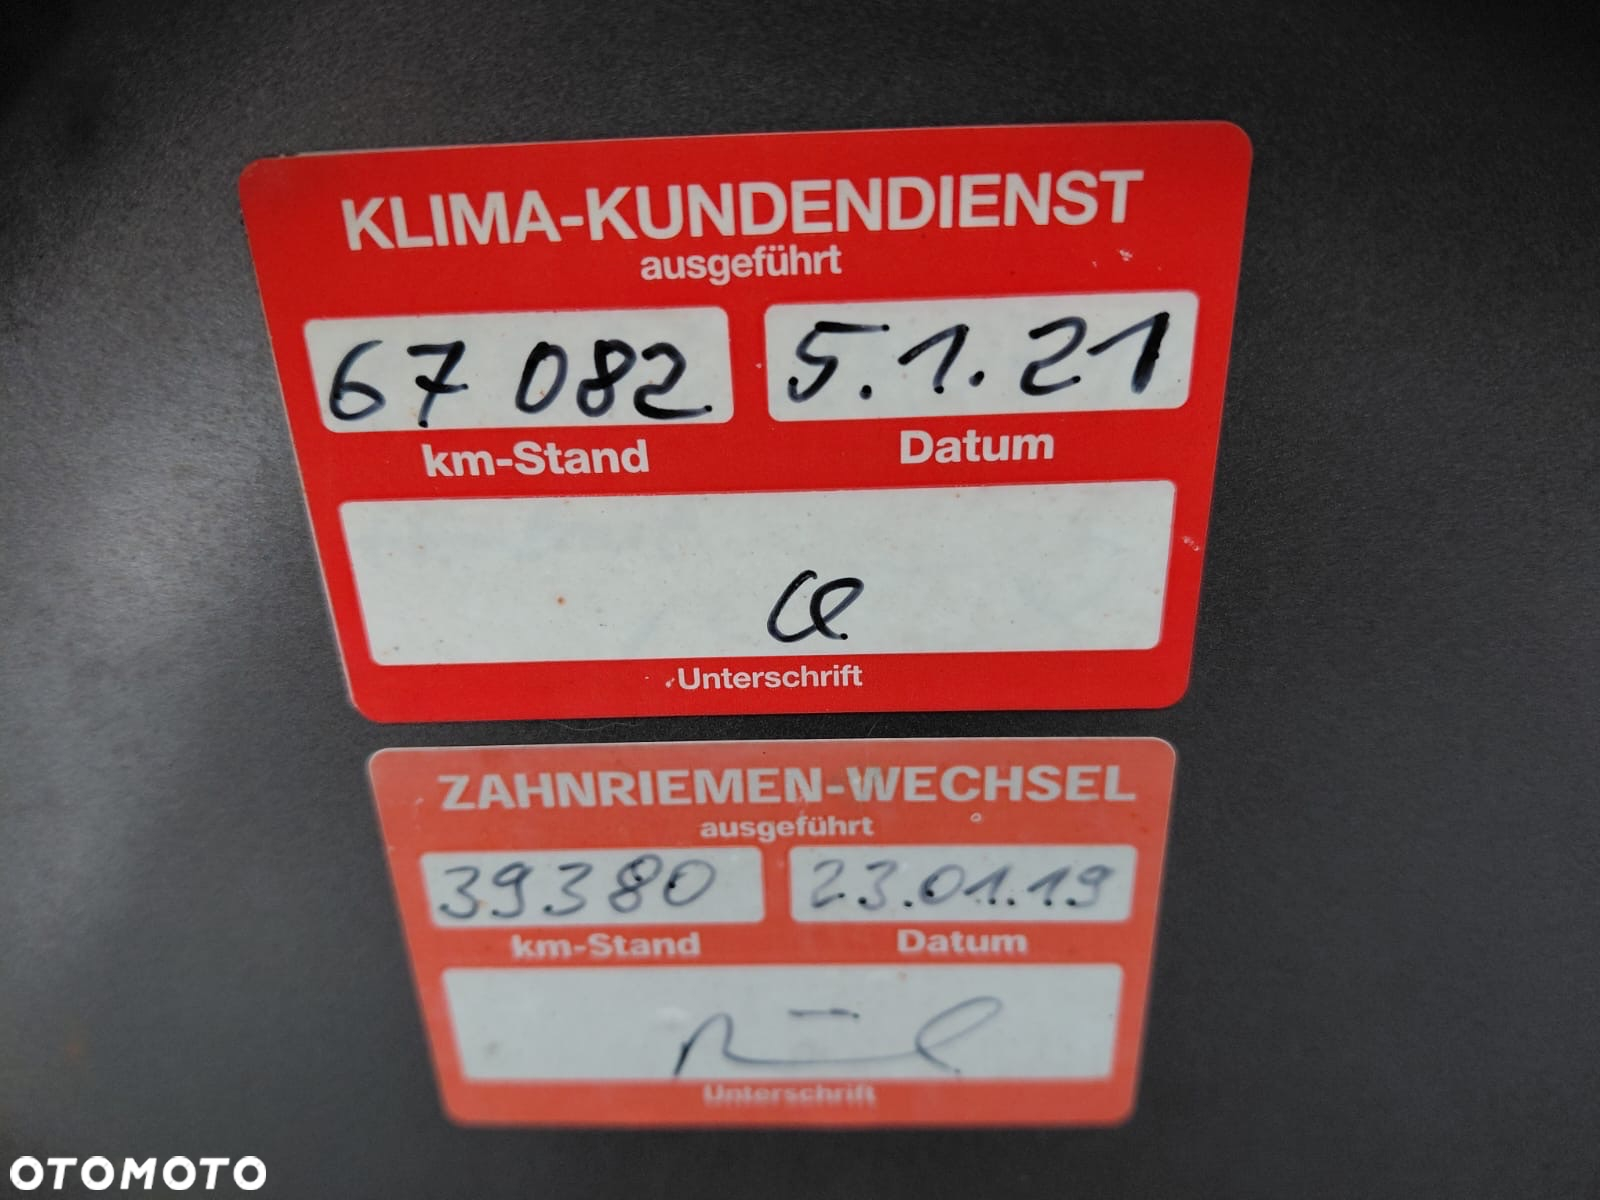 KLIMA-KUNDENDIENST
ausgeführt
67 082 5.1.21
km-Stand Datum
Unterschrift
ZAHNRIEMEN-WECHSEL
ausgeführt
39380 23.01.19
km-Stand Datum
Unterschrift
OTOMOTO